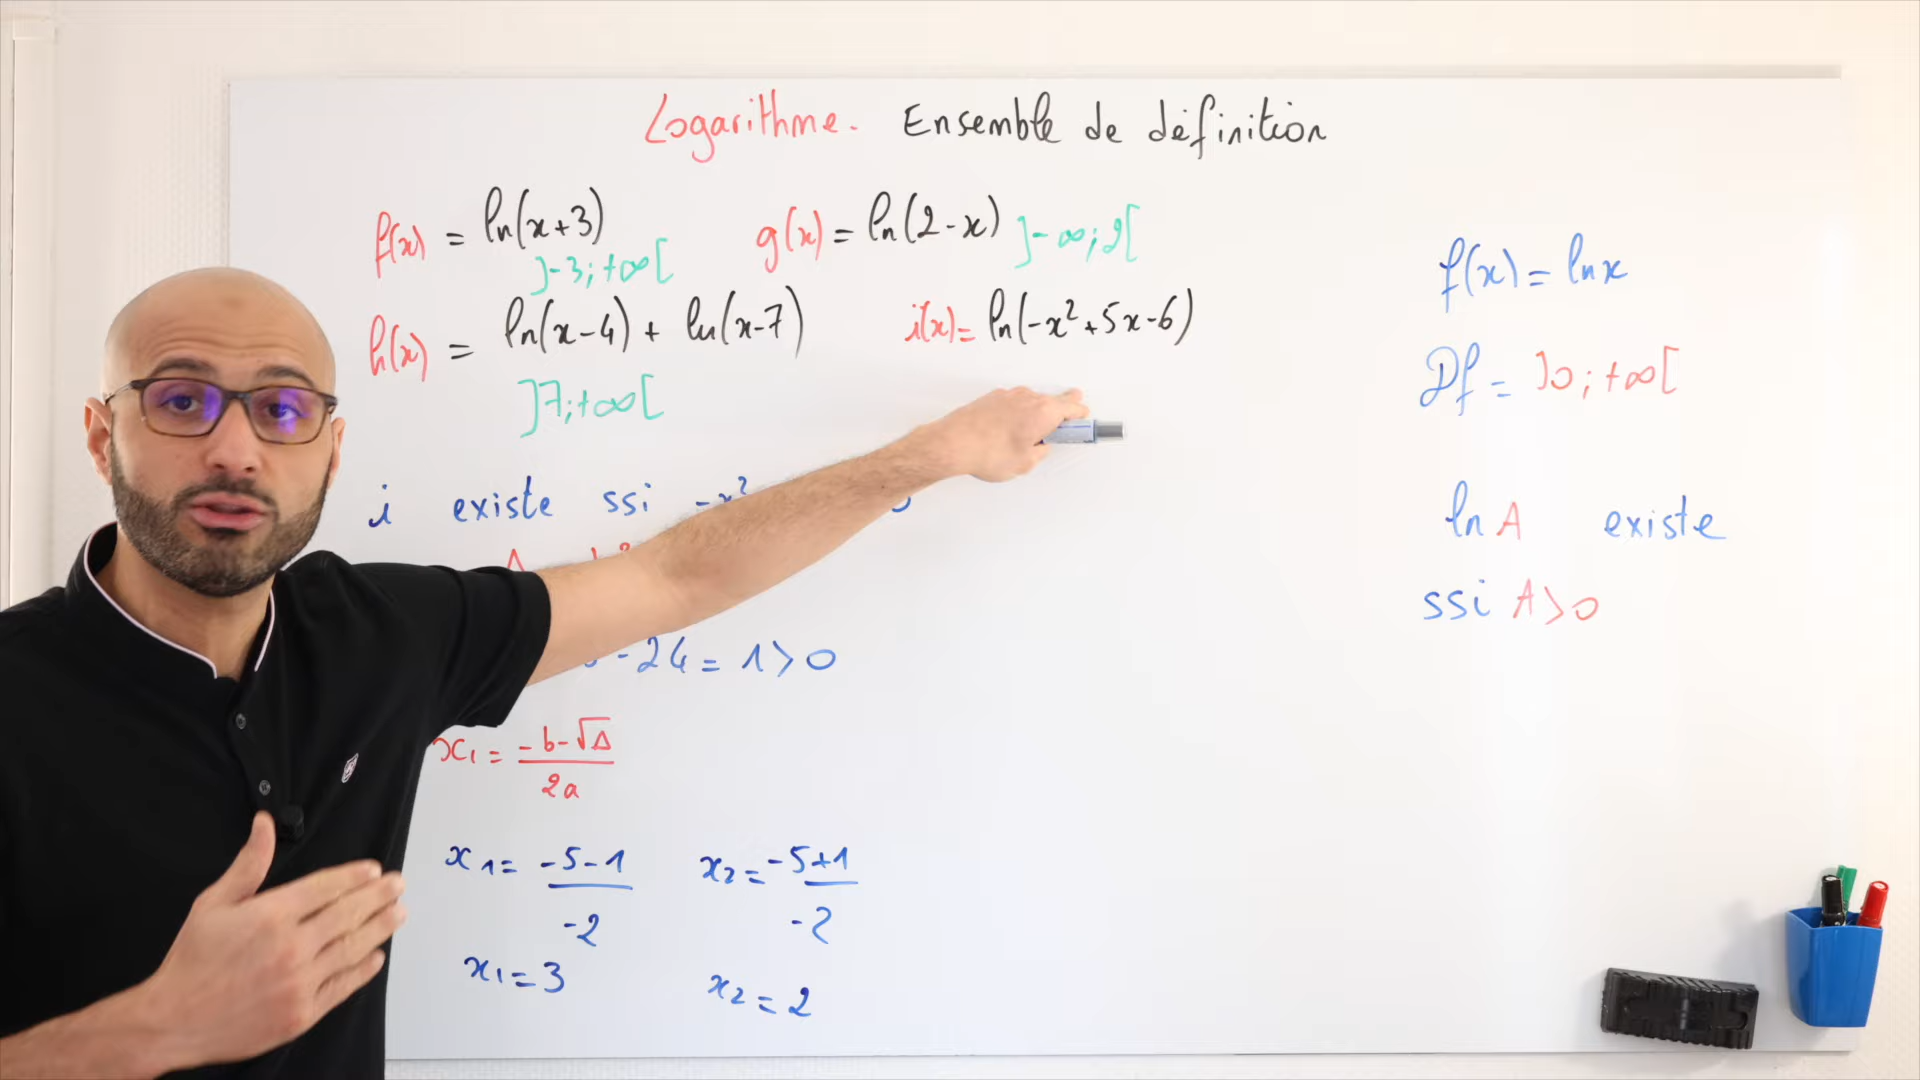 Logarithme. Ensemble de définition
f(x) = ln(x+3)
]-3;+∞[
g(x) = ln(2-x) ]-∞;2[
h(x) = ln(x-4) + ln(x-7)
]7;+∞[
i(x) = ln(-x²+5x-6)
i existe ssi -x²
-24 = 1>0
x₁ = -b-√Δ / 2a
x₁ = -5-1 / -2
x₂ = -5+1 / -2
x₁ = 3
x₂ = 2
f(x) = ln x
Df = ]0;+∞[
ln A existe
ssi A>0